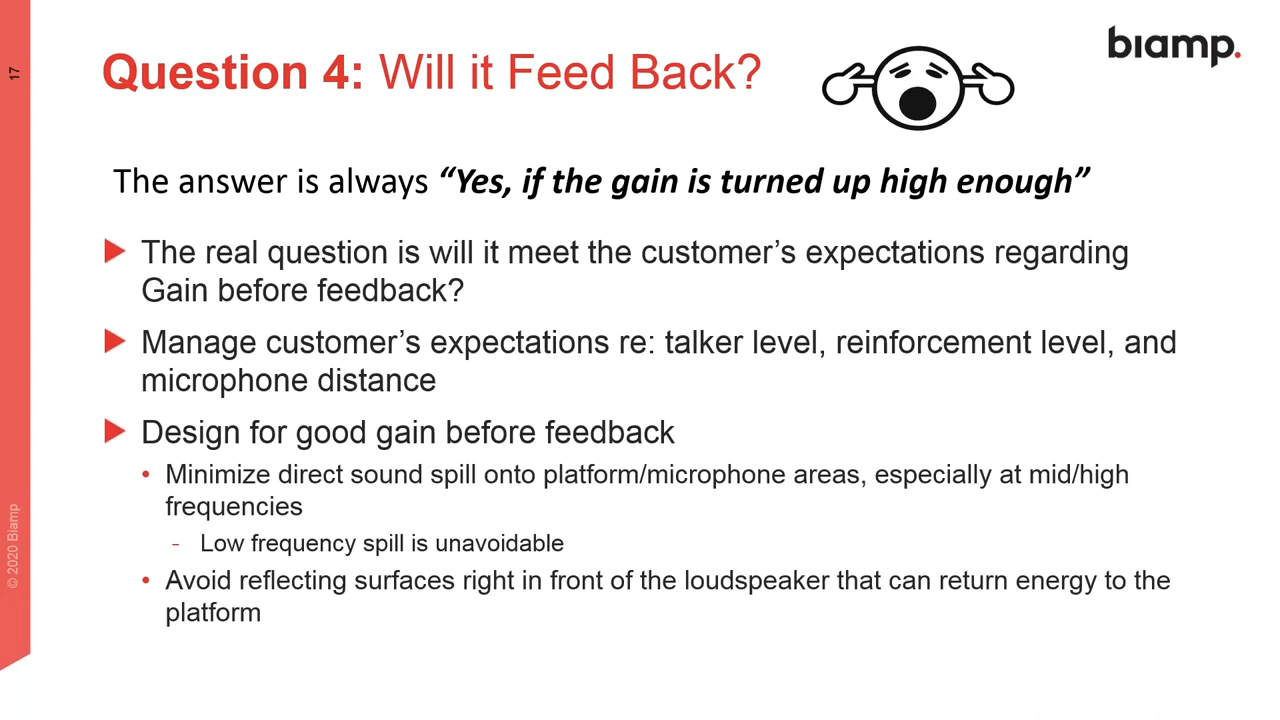 17
Question 4: Will it Feed Back?
biamp.
The answer is always “Yes, if the gain is turned up high enough”
The real question is will it meet the customer’s expectations regarding
Gain before feedback?
Manage customer’s expectations re: talker level, reinforcement level, and
microphone distance
Design for good gain before feedback
• Minimize direct sound spill onto platform/microphone areas, especially at mid/high
frequencies
- Low frequency spill is unavoidable
• Avoid reflecting surfaces right in front of the loudspeaker that can return energy to the
platform
© 2020 Biamp